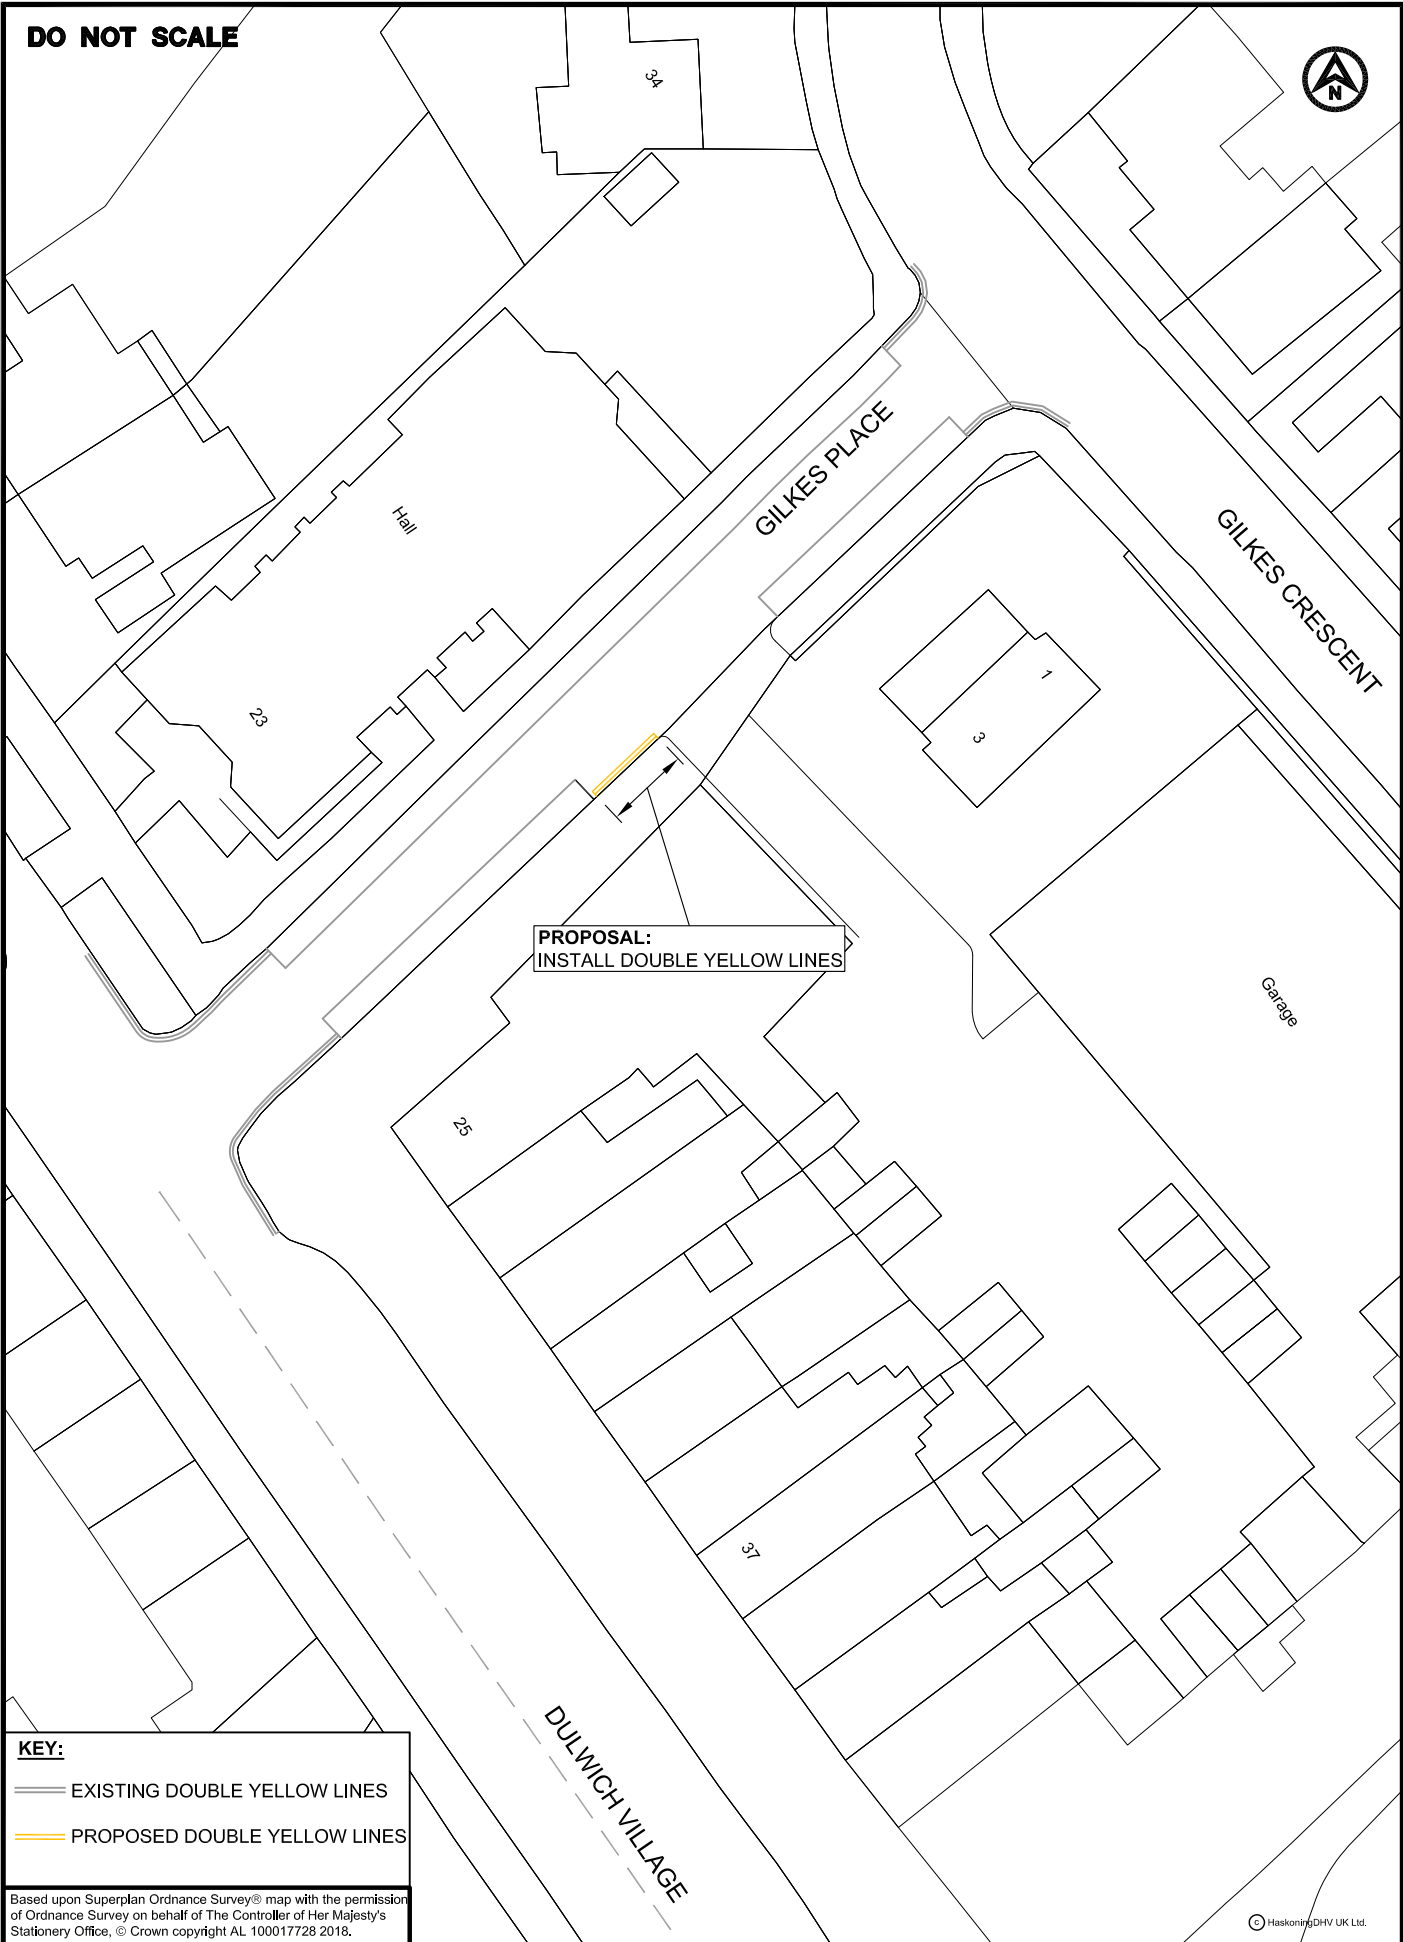 DO NOT SCALE
N
34
GILKES PLACE
Hall
GILKES CRESCENT
1
3
23
PROPOSAL:
INSTALL DOUBLE YELLOW LINES
Garage
25
37
DULWICH VILLAGE
KEY:
EXISTING DOUBLE YELLOW LINES
PROPOSED DOUBLE YELLOW LINES
Based upon Superplan Ordnance Survey® map with the permission
of Ordnance Survey on behalf of The Controller of Her Majesty's
Stationery Office, © Crown copyright AL 100017728 2018.
© HaskoningDHV UK Ltd.